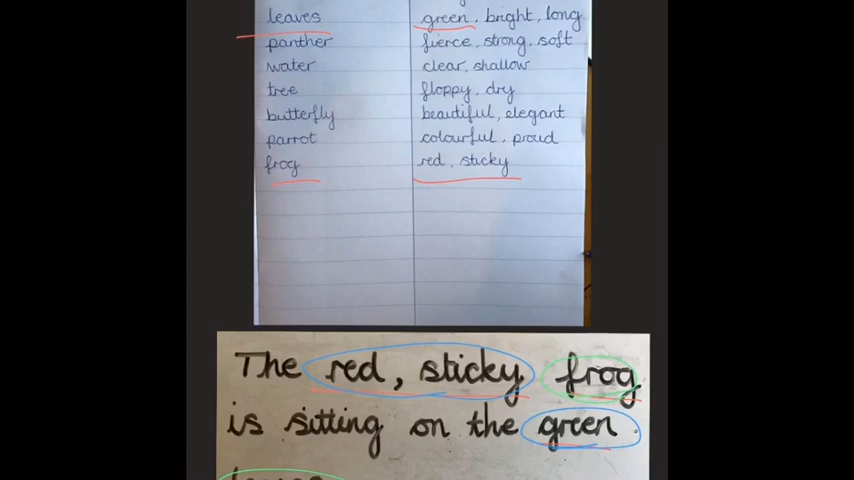 leaves green, bright, long
panther fierce, strong, soft
water clear, shallow
tree floppy, dry
butterfly beautiful, elegant
parrot colourful, proud
frog red, sticky
The red, sticky frog
is sitting on the green
leaves